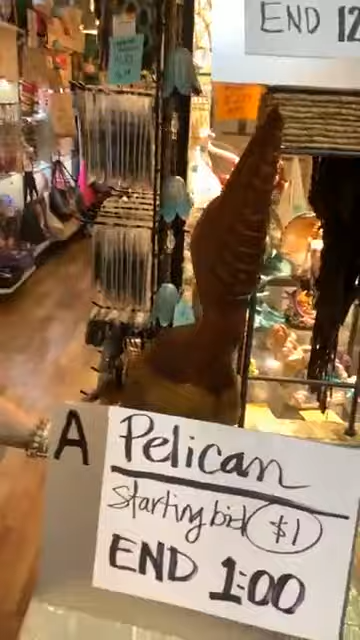 END 12
A Pelican
Starting bid $1
END 1:00